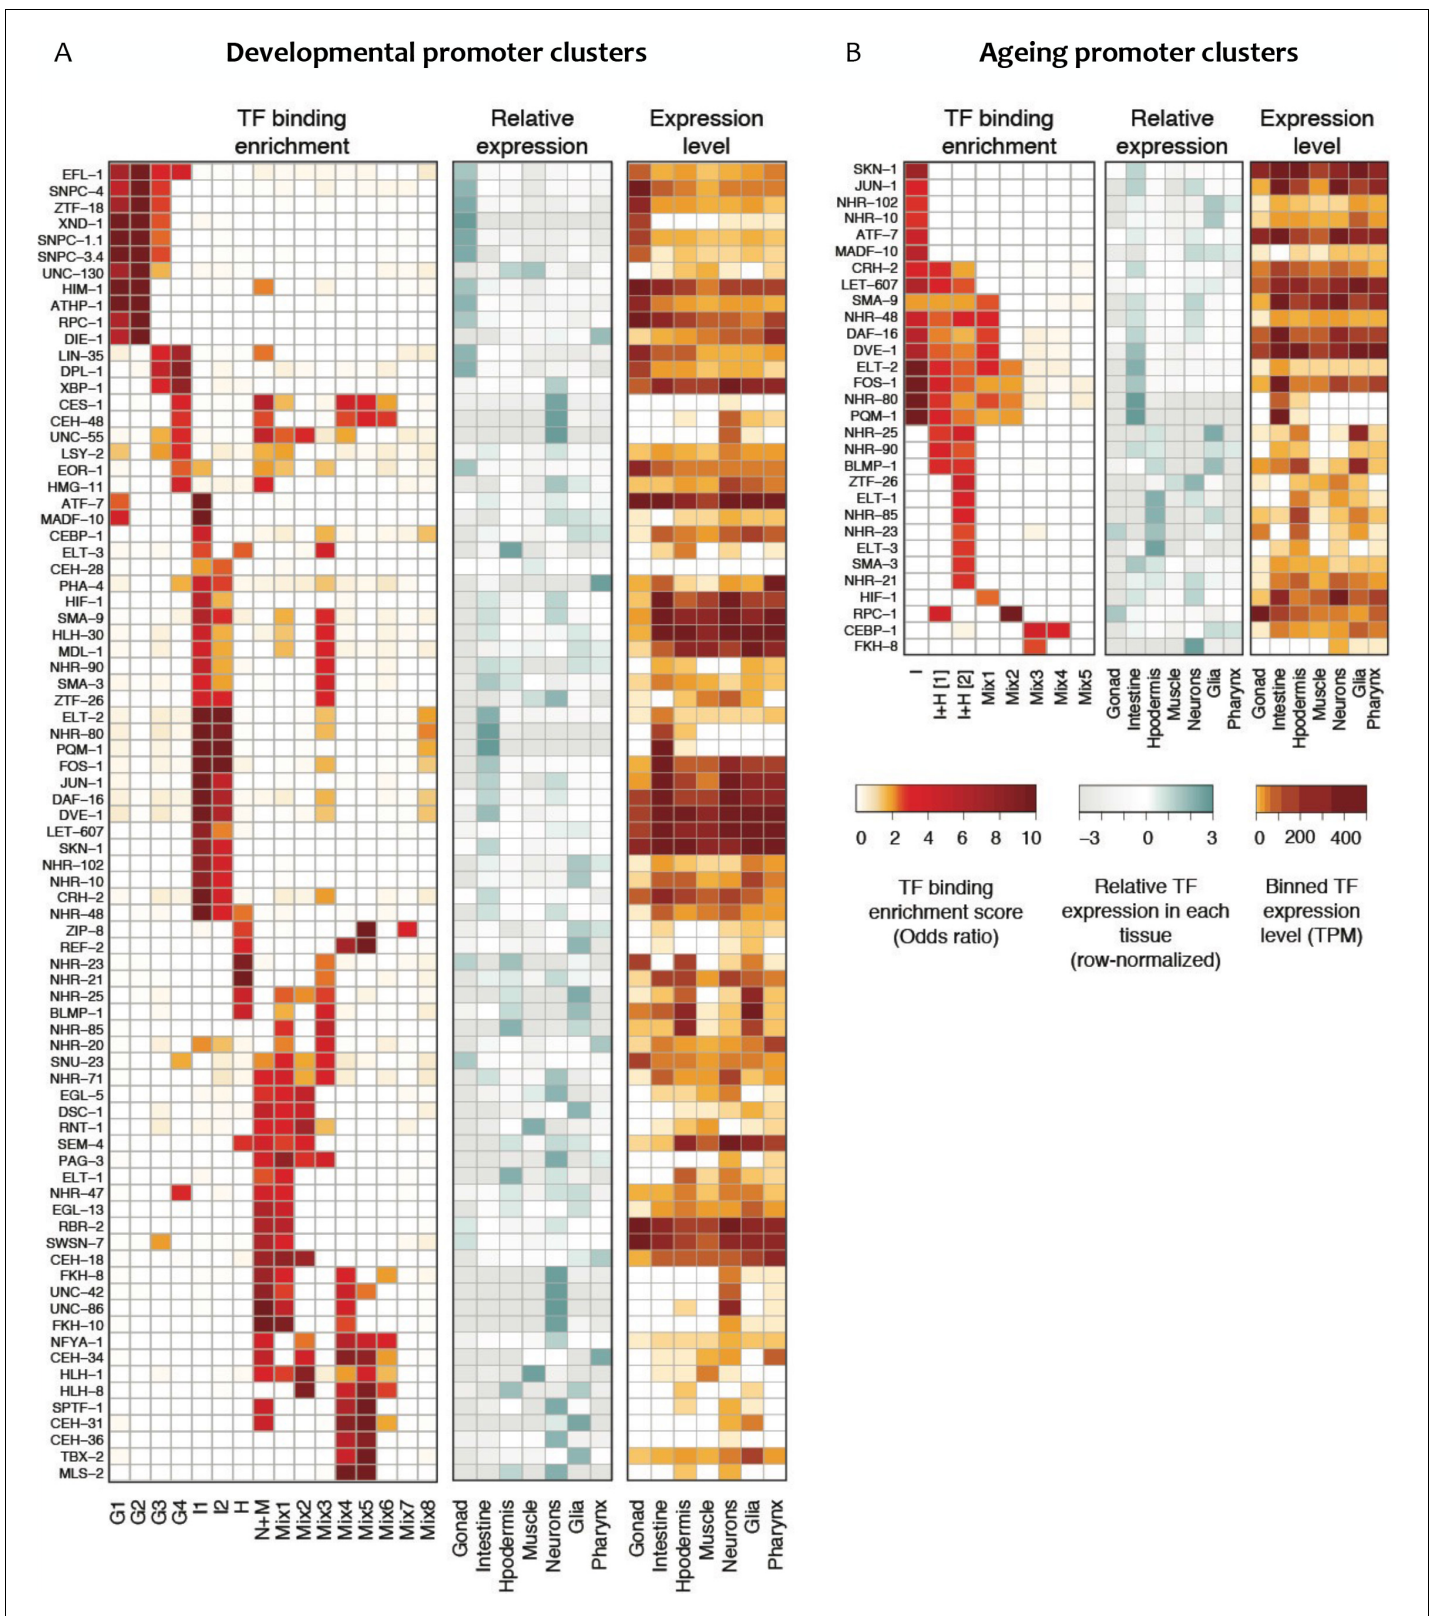 A
Developmental promoter clusters
TF binding
enrichment
Relative
expression
Expression
level
EFL-1
SNPC-4
ZTF-18
XND-1
SNPC-1.1
SNPC-3.4
UNC-130
HIM-1
ATHP-1
RPC-1
DIE-1
LIN-35
DPL-1
XBP-1
CES-1
CEH-48
UNC-55
LSY-2
EOR-1
HMG-11
ATF-7
MADF-10
CEBP-1
ELT-3
CEH-28
PHA-4
HIF-1
SMA-9
HLH-30
MDL-1
NHR-90
SMA-3
ZTF-26
ELT-2
NHR-80
PQM-1
FOS-1
JUN-1
DAF-16
DVE-1
LET-607
SKN-1
NHR-102
NHR-10
CRH-2
NHR-48
ZIP-8
REF-2
NHR-23
NHR-21
NHR-25
BLMP-1
NHR-85
NHR-20
SNU-23
NHR-71
EGL-5
DSC-1
RNT-1
SEM-4
PAG-3
ELT-1
NHR-47
EGL-13
RBR-2
SWSN-7
CEH-18
FKH-8
UNC-42
UNC-86
FKH-10
NFYA-1
CEH-34
HLH-1
HLH-8
SPTF-1
CEH-31
CEH-36
TBX-2
MLS-2
G1
G2
G3
G4
I1
I2
H
N+M
Mix1
Mix2
Mix3
Mix4
Mix5
Mix6
Mix7
Mix8
Gonad
Intestine
Hpodermis
Muscle
Neurons
Glia
Pharynx
Gonad
Intestine
Hpodermis
Muscle
Neurons
Glia
Pharynx
B
Ageing promoter clusters
TF binding
enrichment
Relative
expression
Expression
level
SKN-1
JUN-1
NHR-102
NHR-10
ATF-7
MADF-10
CRH-2
LET-607
SMA-9
NHR-48
DAF-16
DVE-1
ELT-2
FOS-1
NHR-80
PQM-1
NHR-25
NHR-90
BLMP-1
ZTF-26
ELT-1
NHR-85
NHR-23
ELT-3
SMA-3
NHR-21
HIF-1
RPC-1
CEBP-1
FKH-8
I
I+H [1]
I+H [2]
Mix1
Mix2
Mix3
Mix4
Mix5
Gonad
Intestine
Hpodermis
Muscle
Neurons
Glia
Pharynx
Gonad
Intestine
Hpodermis
Muscle
Neurons
Glia
Pharynx
0 2 4 6 8 10
TF binding
enrichment score
(Odds ratio)
-3 0 3
Relative TF
expression in each
tissue
(row-normalized)
0 200 400
Binned TF
expression
level (TPM)